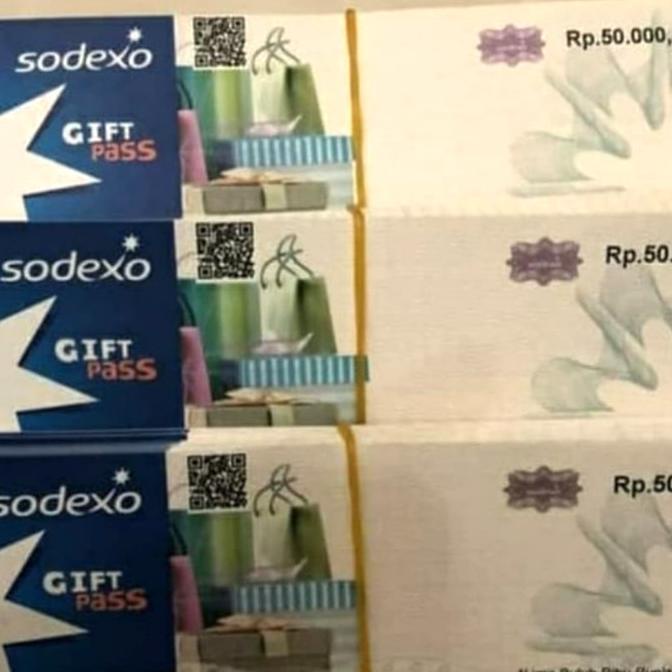 sodexo
GIFT
Pass
Rp.50.000,
sodexo
GIFT
Pass
Rp.50.
sodexo
GIFT
Pass
Rp.50